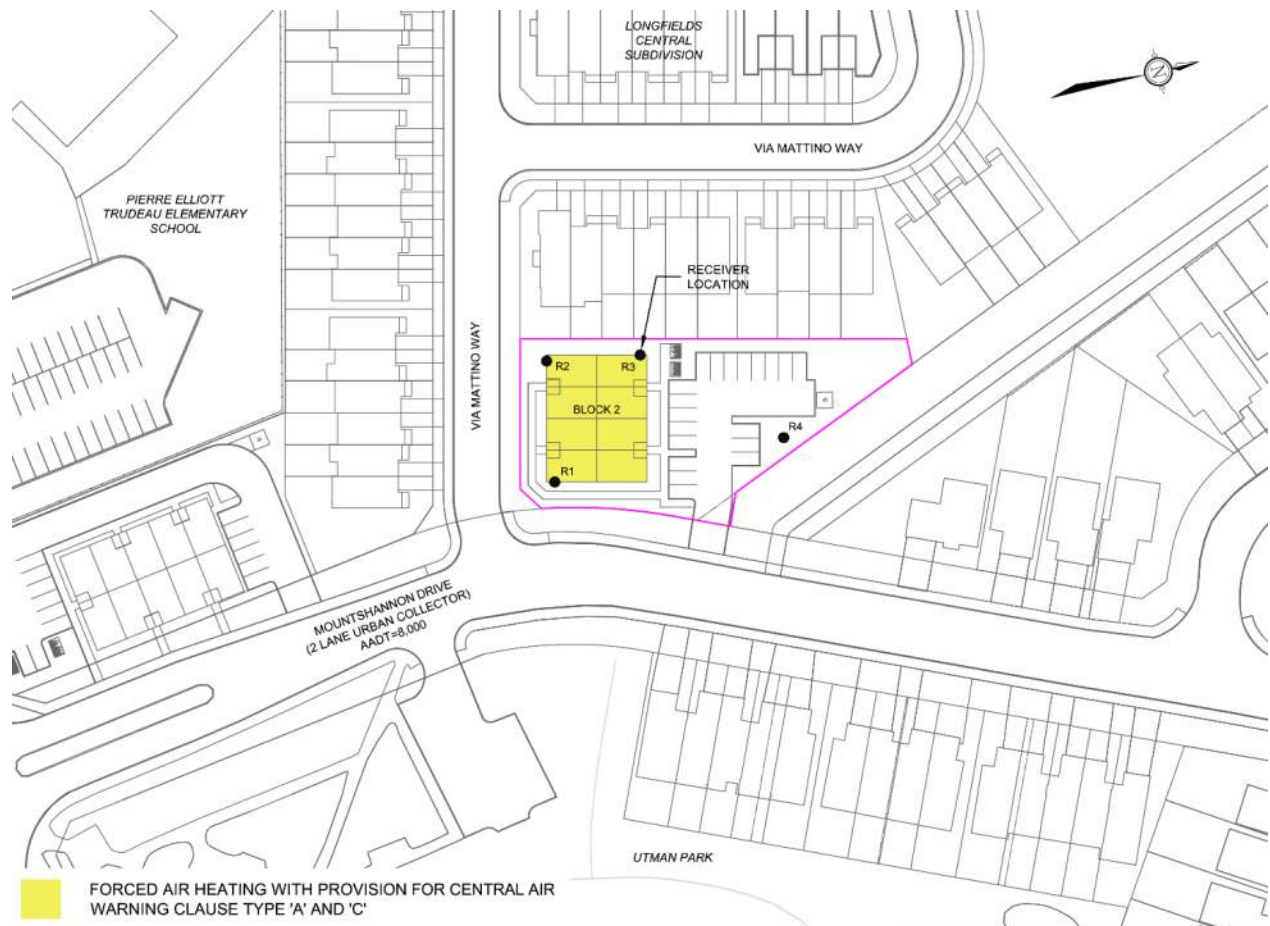 LONGFIELDS
CENTRAL
SUBDIVISION
N
VIA MATTINO WAY
PIERRE ELLIOTT
TRUDEAU ELEMENTARY
SCHOOL
RECEIVER
LOCATION
VIA MATTINO WAY
R2
R3
BLOCK 2
R4
R1
MOUNTSHANNON DRIVE
(2 LANE URBAN COLLECTOR)
AADT=8,000
UTMAN PARK
FORCED AIR HEATING WITH PROVISION FOR CENTRAL AIR
WARNING CLAUSE TYPE 'A' AND 'C'